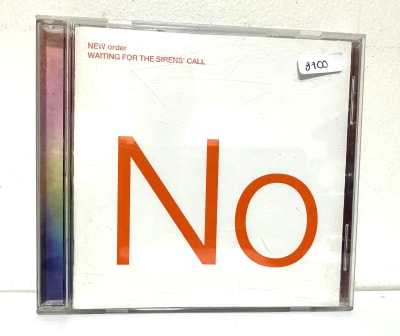 NEW order
WAITING FOR THE SIRENS' CALL
8900
No